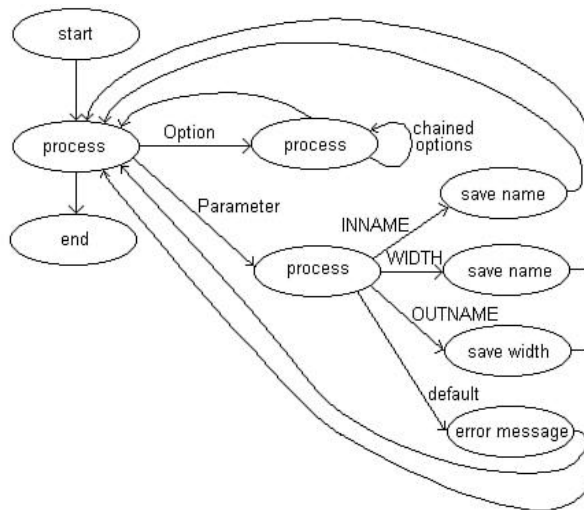 start
process
Option
process
chained
options
save name
Parameter
INNAME
end
process
WIDTH
save name
OUTNAME
save width
default
error message